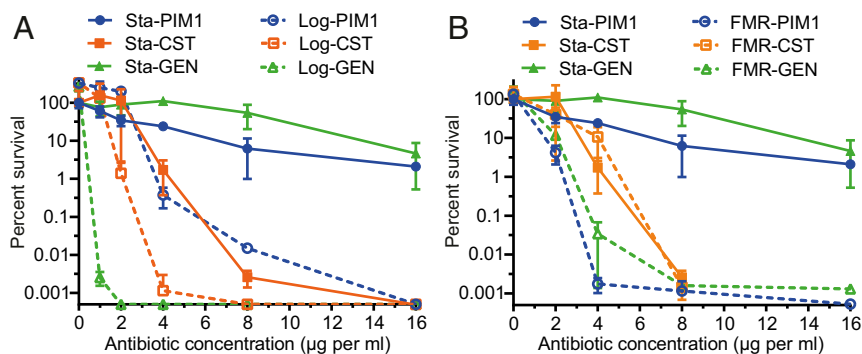 A
Sta-PIM1
Sta-CST
Sta-GEN
Log-PIM1
Log-CST
Log-GEN
Percent survival
100
10
1
0.1
0.01
0.001
0 2 4 6 8 10 12 14 16
Antibiotic concentration (µg per ml)
B
Sta-PIM1
Sta-CST
Sta-GEN
FMR-PIM1
FMR-CST
FMR-GEN
Percent survival
100
10
1
0.1
0.01
0.001
0 2 4 6 8 10 12 14 16
Antibiotic concentration (µg per ml)